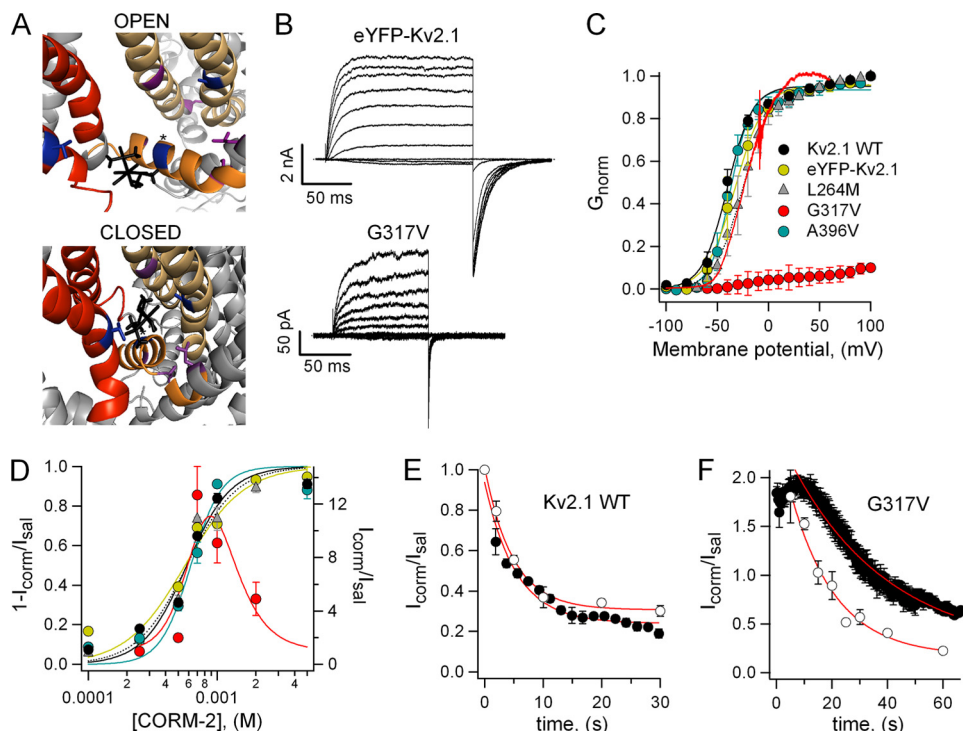 A
OPEN
*
CLOSED
*
B
eYFP-Kv2.1
2 nA
50 ms
G317V
50 pA
50 ms
C
1.0
0.8
0.6
0.4
0.2
0.0
Gnorm
Kv2.1 WT
eYFP-Kv2.1
L264M
G317V
A396V
-100 -50 0 50 100
Membrane potential, (mV)
D
1.0
0.8
0.6
0.4
0.2
0.0
1-Icorm/Isal
12
8
4
0
Icorm/Isal
0.0001 2 4 6 8 0.001 2 4
[CORM-2], (M)
E
1.0
0.8
0.6
0.4
0.2
0.0
Icorm/Isal
Kv2.1 WT
0 10 20 30
time, (s)
F
2.0
1.5
1.0
0.5
0.0
Icorm/Isal
G317V
0 20 40 60
time, (s)